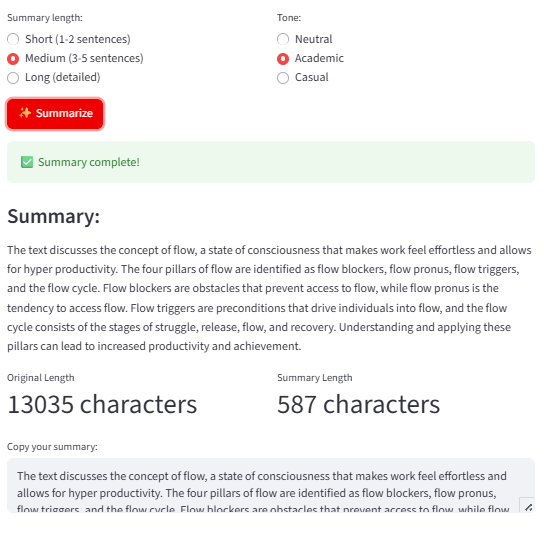 Summary length:
Tone:
Short (1-2 sentences)
Neutral
Medium (3-5 sentences)
Academic
Long (detailed)
Casual
✨ Summarize
✅ Summary complete!
Summary:
The text discusses the concept of flow, a state of consciousness that makes work feel effortless and allows
for hyper productivity. The four pillars of flow are identified as flow blockers, flow pronus, flow triggers,
and the flow cycle. Flow blockers are obstacles that prevent access to flow, while flow pronus is the
tendency to access flow. Flow triggers are preconditions that drive individuals into flow, and the flow
cycle consists of the stages of struggle, release, flow, and recovery. Understanding and applying these
pillars can lead to increased productivity and achievement.
Original Length
Summary Length
13035 characters
587 characters
Copy your summary:
The text discusses the concept of flow, a state of consciousness that makes work feel effortless and
allows for hyper productivity. The four pillars of flow are identified as flow blockers, flow pronus,
flow triggers, and the flow cycle. Flow blockers are obstacles that prevent access to flow, while flow